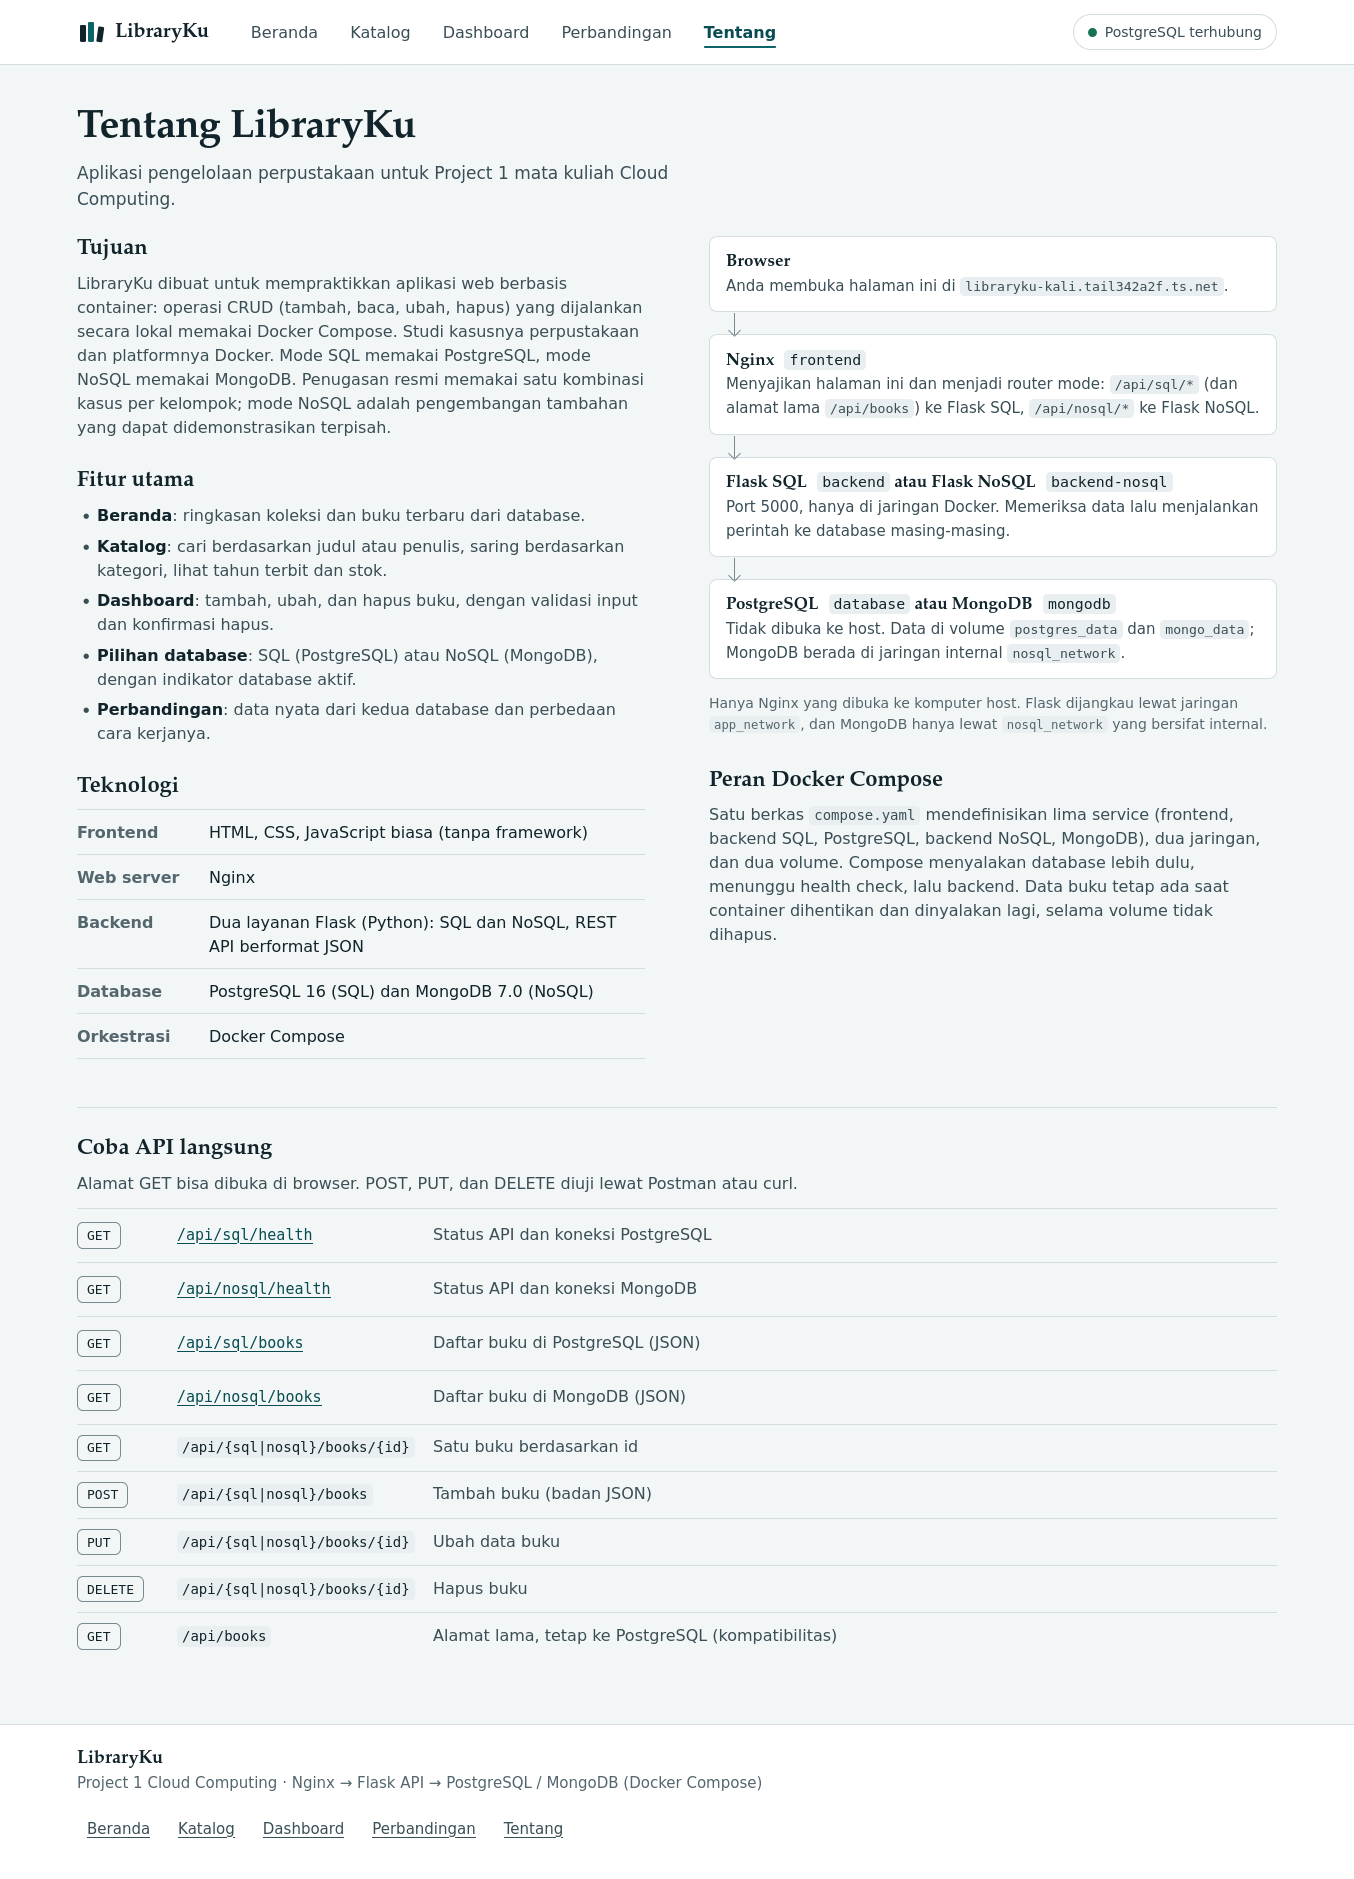 LibraryKu
Beranda
Katalog
Dashboard
Perbandingan
Tentang
PostgreSQL terhubung
Tentang LibraryKu
Aplikasi pengelolaan perpustakaan untuk Project 1 mata kuliah Cloud
Computing.
Tujuan
LibraryKu dibuat untuk mempraktikkan aplikasi web berbasis
container: operasi CRUD (tambah, baca, ubah, hapus) yang dijalankan
secara lokal memakai Docker Compose. Studi kasusnya perpustakaan
dan platformnya Docker. Mode SQL memakai PostgreSQL, mode
NoSQL memakai MongoDB. Penugasan resmi memakai satu kombinasi
kasus per kelompok; mode NoSQL adalah pengembangan tambahan
yang dapat didemonstrasikan terpisah.
Fitur utama
• Beranda: ringkasan koleksi dan buku terbaru dari database.
• Katalog: cari berdasarkan judul atau penulis, saring berdasarkan
kategori, lihat tahun terbit dan stok.
• Dashboard: tambah, ubah, dan hapus buku, dengan validasi input
dan konfirmasi hapus.
• Pilihan database: SQL (PostgreSQL) atau NoSQL (MongoDB),
dengan indikator database aktif.
• Perbandingan: data nyata dari kedua database dan perbedaan
cara kerjanya.
Teknologi
Frontend HTML, CSS, JavaScript biasa (tanpa framework)
Web server Nginx
Backend Dua layanan Flask (Python): SQL dan NoSQL, REST
API berformat JSON
Database PostgreSQL 16 (SQL) dan MongoDB 7.0 (NoSQL)
Orkestrasi Docker Compose
Browser
Anda membuka halaman ini di libraryku-kali.tail342a2f.ts.net.
Nginx frontend
Menyajikan halaman ini dan menjadi router mode: /api/sql/* (dan
alamat lama /api/books) ke Flask SQL, /api/nosql/* ke Flask NoSQL.
Flask SQL backend atau Flask NoSQL backend-nosql
Port 5000, hanya di jaringan Docker. Memeriksa data lalu menjalankan
perintah ke database masing-masing.
PostgreSQL database atau MongoDB mongodb
Tidak dibuka ke host. Data di volume postgres_data dan mongo_data;
MongoDB berada di jaringan internal nosql_network.
Hanya Nginx yang dibuka ke komputer host. Flask dijangkau lewat jaringan
app_network, dan MongoDB hanya lewat nosql_network yang bersifat internal.
Peran Docker Compose
Satu berkas compose.yaml mendefinisikan lima service (frontend,
backend SQL, PostgreSQL, backend NoSQL, MongoDB), dua jaringan,
dan dua volume. Compose menyalakan database lebih dulu,
menunggu health check, lalu backend. Data buku tetap ada saat
container dihentikan dan dinyalakan lagi, selama volume tidak
dihapus.
Coba API langsung
Alamat GET bisa dibuka di browser. POST, PUT, dan DELETE diuji lewat Postman atau curl.
GET /api/sql/health Status API dan koneksi PostgreSQL
GET /api/nosql/health Status API dan koneksi MongoDB
GET /api/sql/books Daftar buku di PostgreSQL (JSON)
GET /api/nosql/books Daftar buku di MongoDB (JSON)
GET /api/{sql|nosql}/books/{id} Satu buku berdasarkan id
POST /api/{sql|nosql}/books Tambah buku (badan JSON)
PUT /api/{sql|nosql}/books/{id} Ubah data buku
DELETE /api/{sql|nosql}/books/{id} Hapus buku
GET /api/books Alamat lama, tetap ke PostgreSQL (kompatibilitas)
LibraryKu
Project 1 Cloud Computing · Nginx → Flask API → PostgreSQL / MongoDB (Docker Compose)
Beranda Katalog Dashboard Perbandingan Tentang